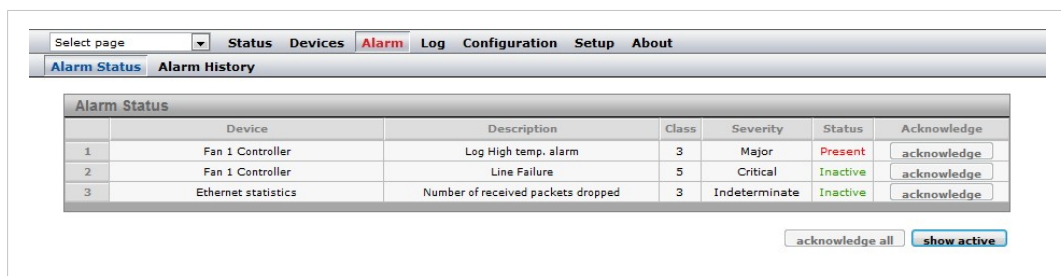 Select page Status Devices Alarm Log Configuration Setup About
Alarm Status Alarm History
Alarm Status
Device Description Class Severity Status Acknowledge
1 Fan 1 Controller Log High temp. alarm 3 Major Present acknowledge
2 Fan 1 Controller Line Failure 5 Critical Inactive acknowledge
3 Ethernet statistics Number of received packets dropped 3 Indeterminate Inactive acknowledge
acknowledge all show active